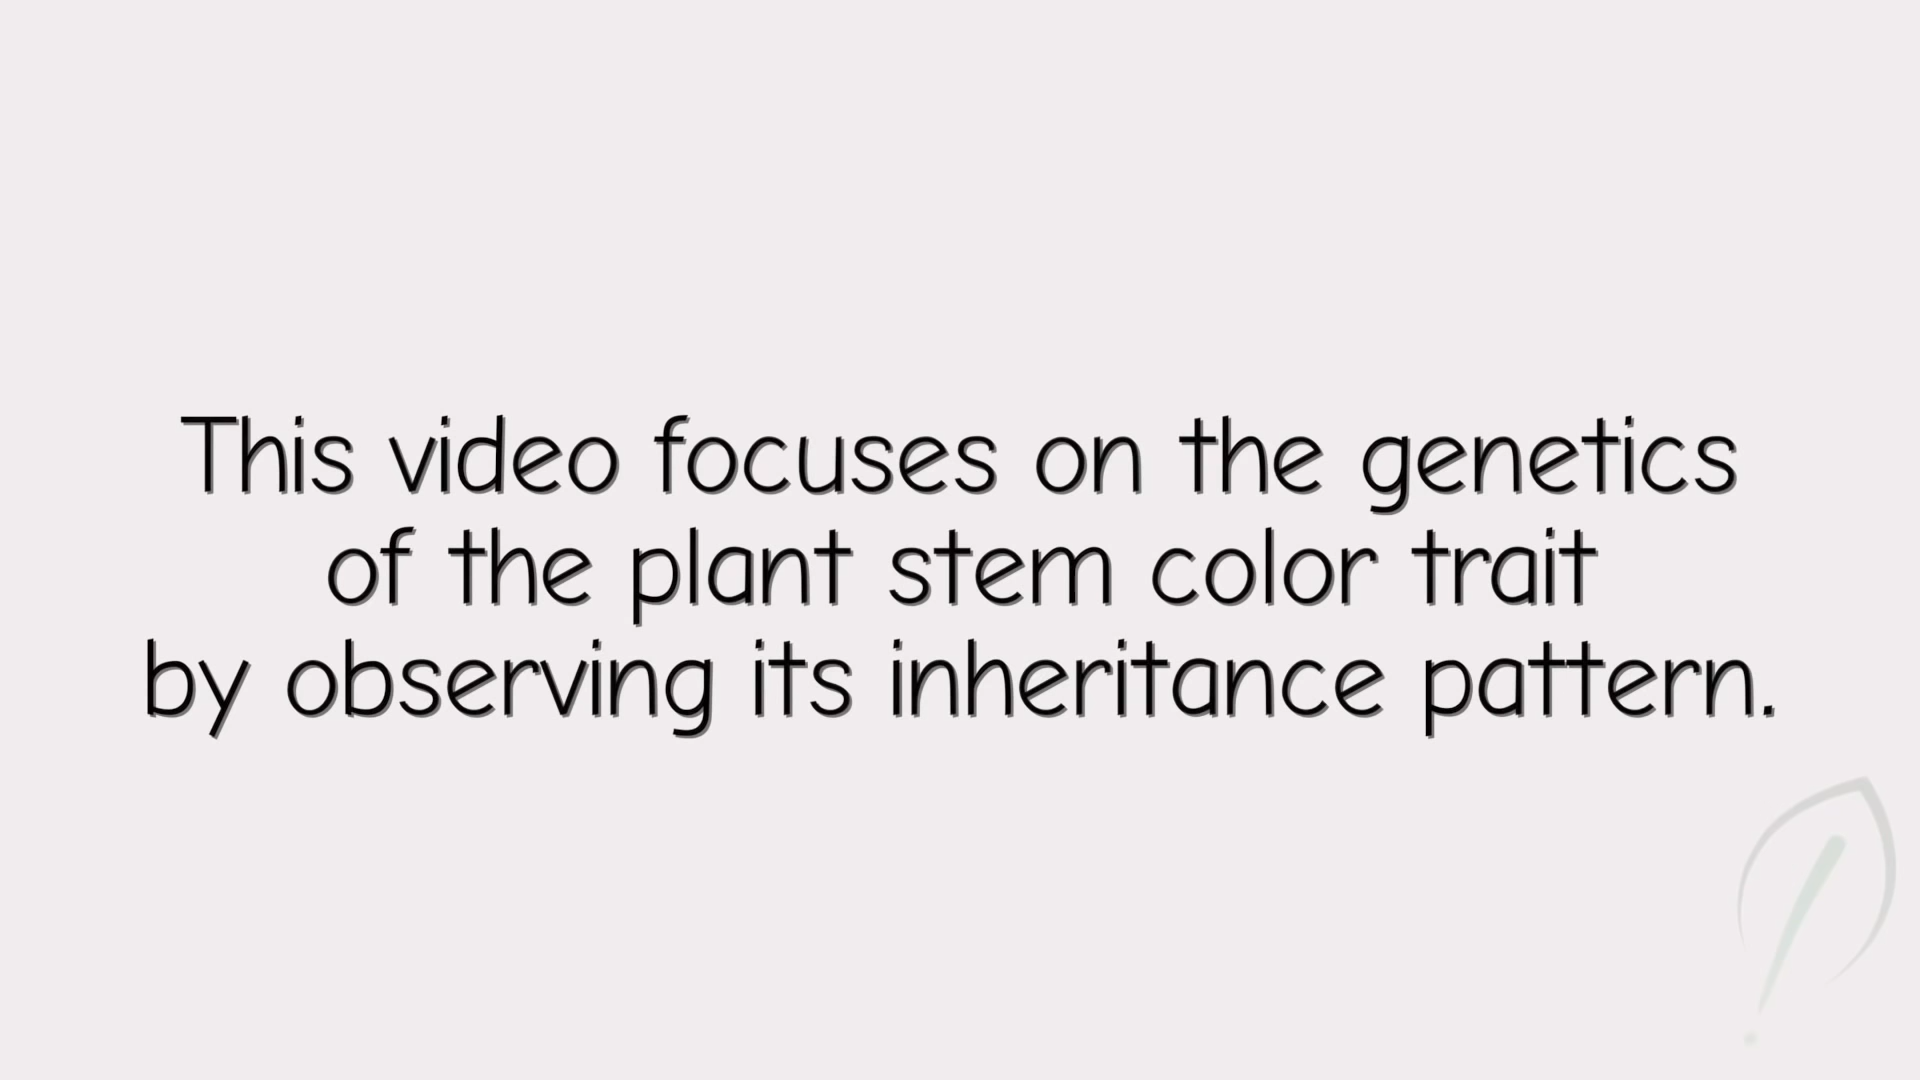 This video focuses on the genetics
of the plant stem color trait
by observing its inheritance pattern.